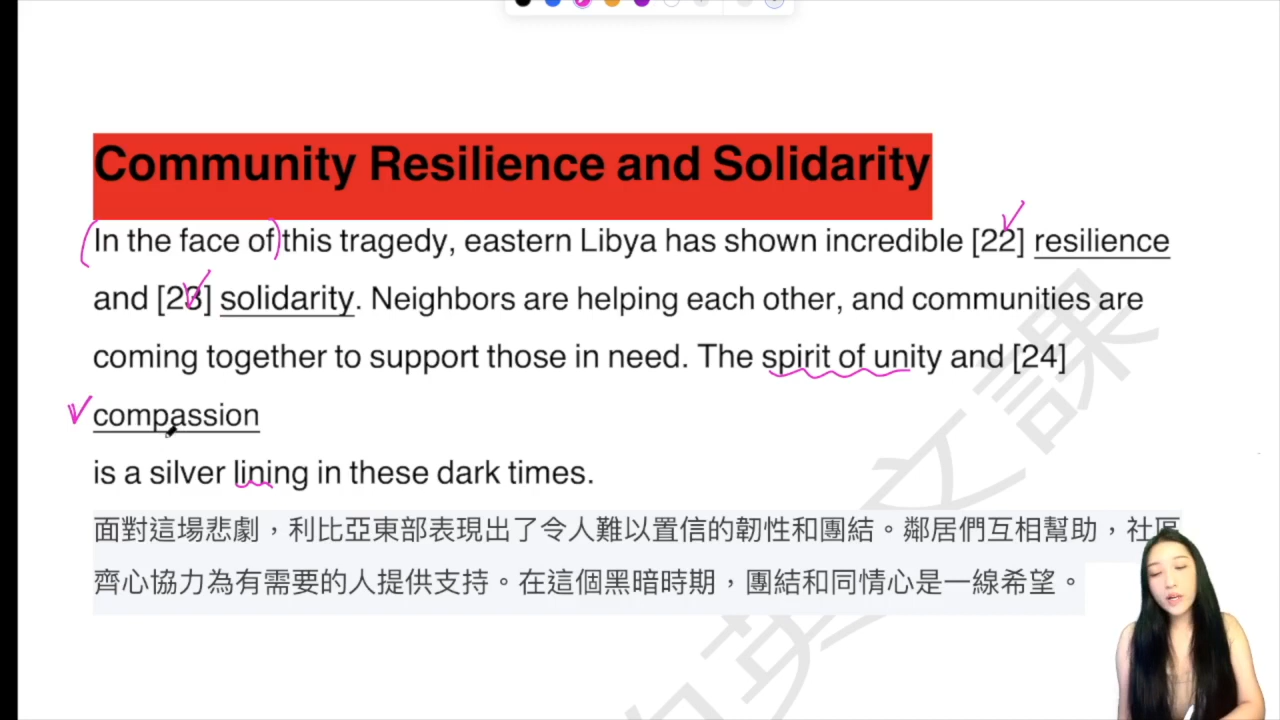 Community Resilience and Solidarity
In the face of this tragedy, eastern Libya has shown incredible [22] resilience
and [23] solidarity. Neighbors are helping each other, and communities are
coming together to support those in need. The spirit of unity and [24]
compassion
is a silver lining in these dark times.
面對這場悲劇，利比亞東部表現出了令人難以置信的韌性和團結。鄰居們互相幫助，社區
齊心協力為有需要的人提供支持。在這個黑暗時期，團結和同情心是一線希望。
英文課